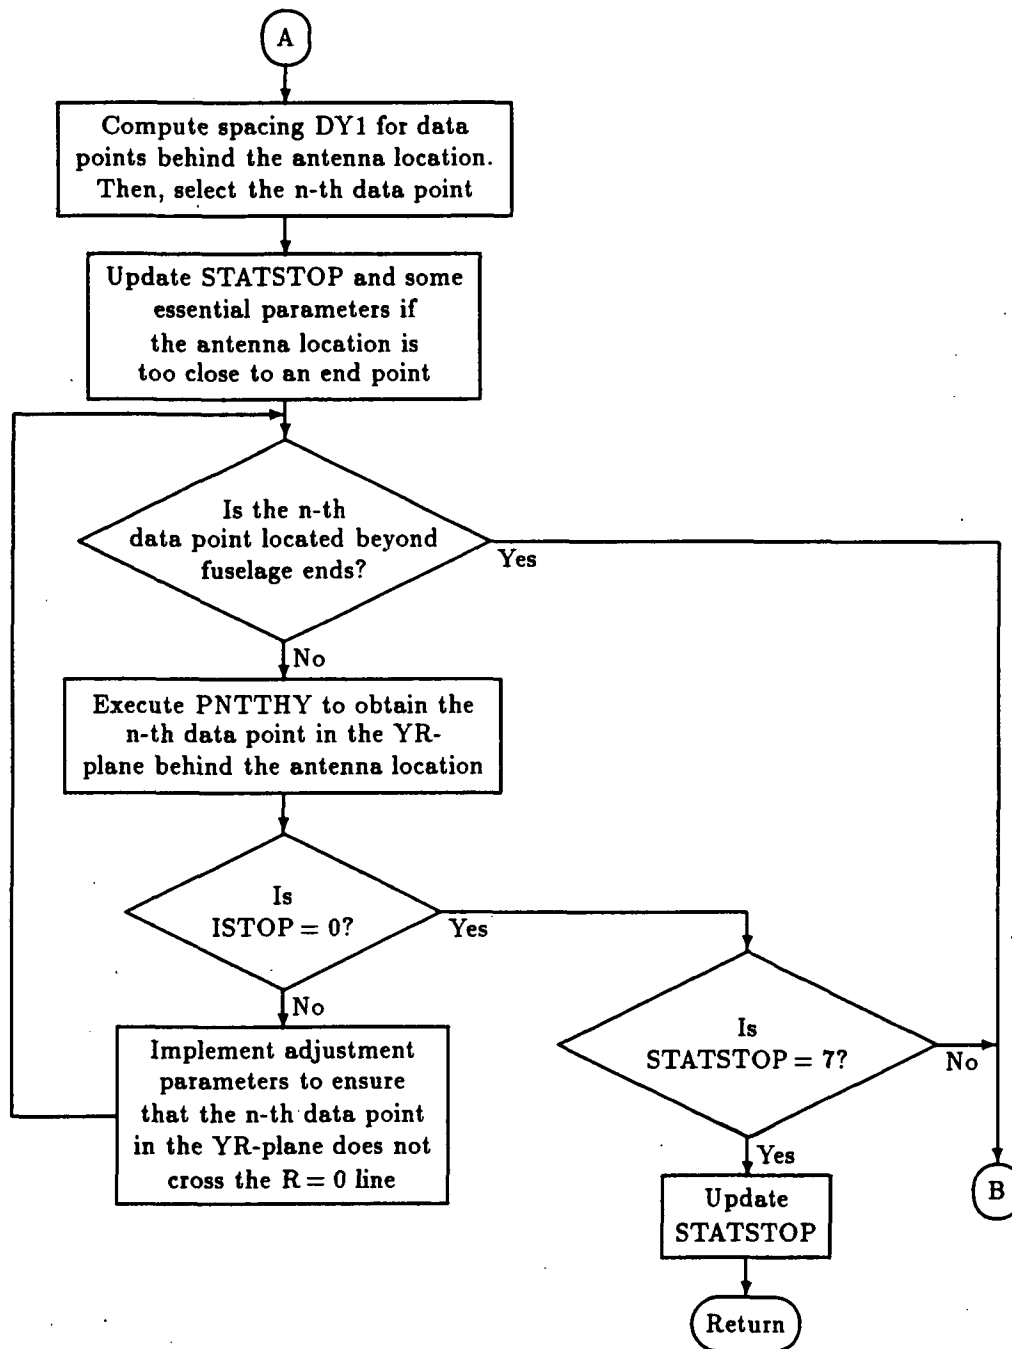 A
Compute spacing DY1 for data
points behind the antenna location.
Then, select the n-th data point
Update STATSTOP and some
essential parameters if
the antenna location is
too close to an end point
Is the n-th
data point located beyond
fuselage ends?
Yes
No
Execute PNTTHY to obtain the
n-th data point in the YR-
plane behind the antenna location
Is
ISTOP = 0?
Yes
No
Implement adjustment
parameters to ensure
that the n-th data point
in the YR-plane does not
cross the R = 0 line
Is
STATSTOP = 7?
No
Yes
Update
STATSTOP
B
Return